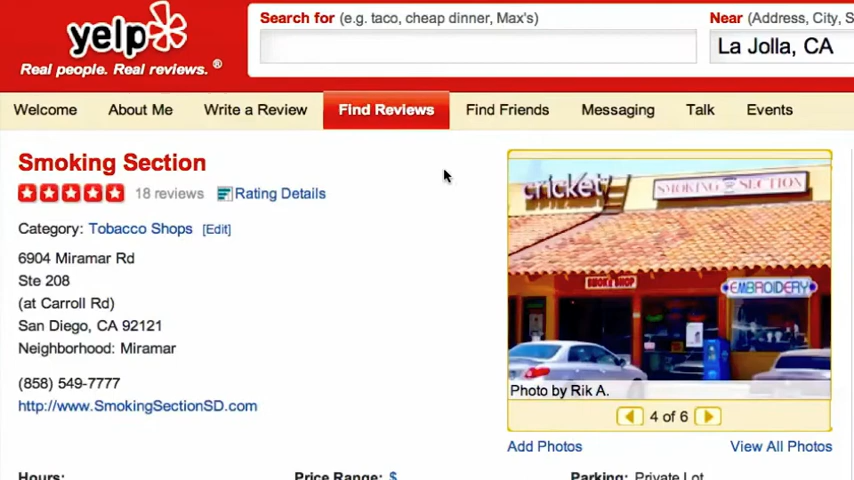 yelp
Real people. Real reviews. ®
Search for (e.g. taco, cheap dinner, Max's)
Near (Address, City, S
La Jolla, CA
Welcome
About Me
Write a Review
Find Reviews
Find Friends
Messaging
Talk
Events
Smoking Section
18 reviews
Rating Details
Category: Tobacco Shops [Edit]
6904 Miramar Rd
Ste 208
(at Carroll Rd)
San Diego, CA 92121
Neighborhood: Miramar
(858) 549-7777
http://www.SmokingSectionSD.com
cricket
SMOKING SECTION
SMOKE SHOP
EMBROIDERY
Photo by Rik A.
4 of 6
Add Photos
View All Photos
Hours:
Price Range: $
Parking: Private Lot